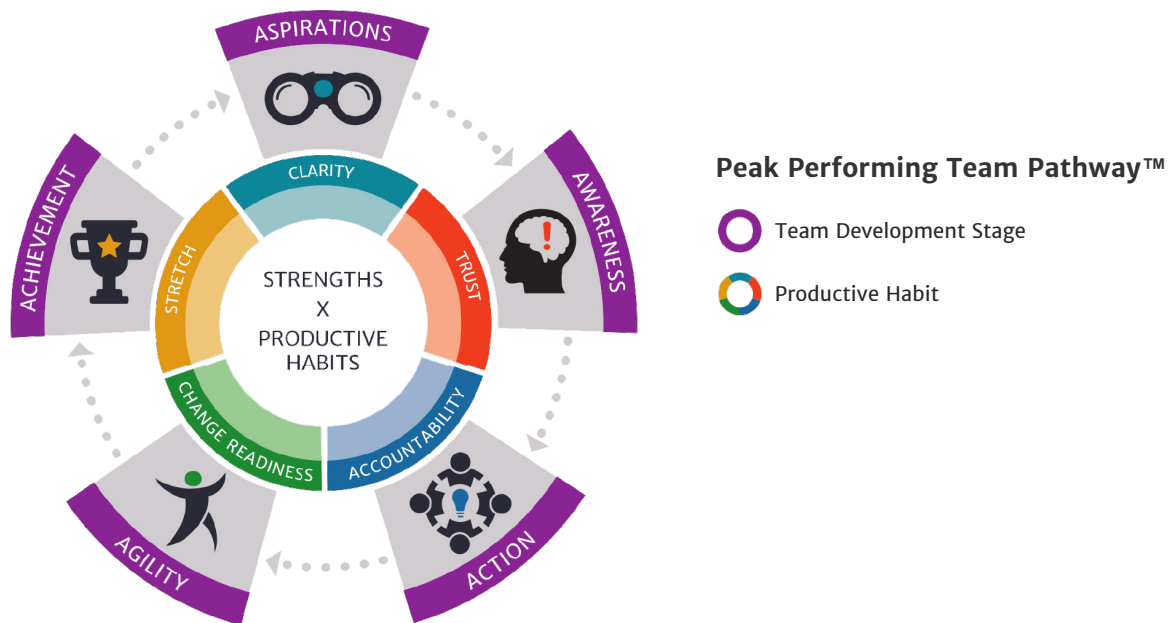 ASPIRATIONS
AWARENESS
ACTION
AGILITY
ACHIEVEMENT
CLARITY
TRUST
ACCOUNTABILITY
CHANGE READINESS
STRETCH
STRENGTHS
X
PRODUCTIVE
HABITS
Peak Performing Team Pathway™
Team Development Stage
Productive Habit